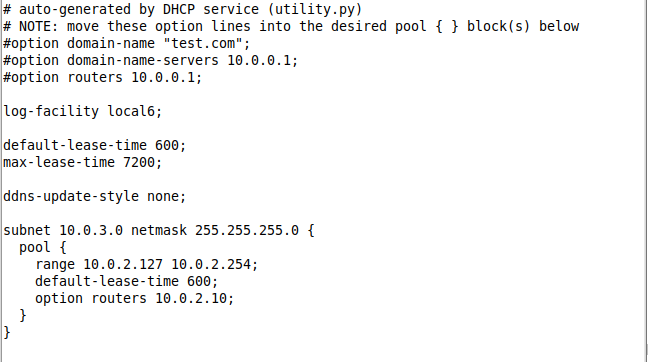 # auto-generated by DHCP service (utility.py)
# NOTE: move these option lines into the desired pool { } block(s) below
#option domain-name "test.com";
#option domain-name-servers 10.0.0.1;
#option routers 10.0.0.1;

log-facility local6;

default-lease-time 600;
max-lease-time 7200;

ddns-update-style none;

subnet 10.0.3.0 netmask 255.255.255.0 {
  pool {
    range 10.0.2.127 10.0.2.254;
    default-lease-time 600;
    option routers 10.0.2.10;
  }
}